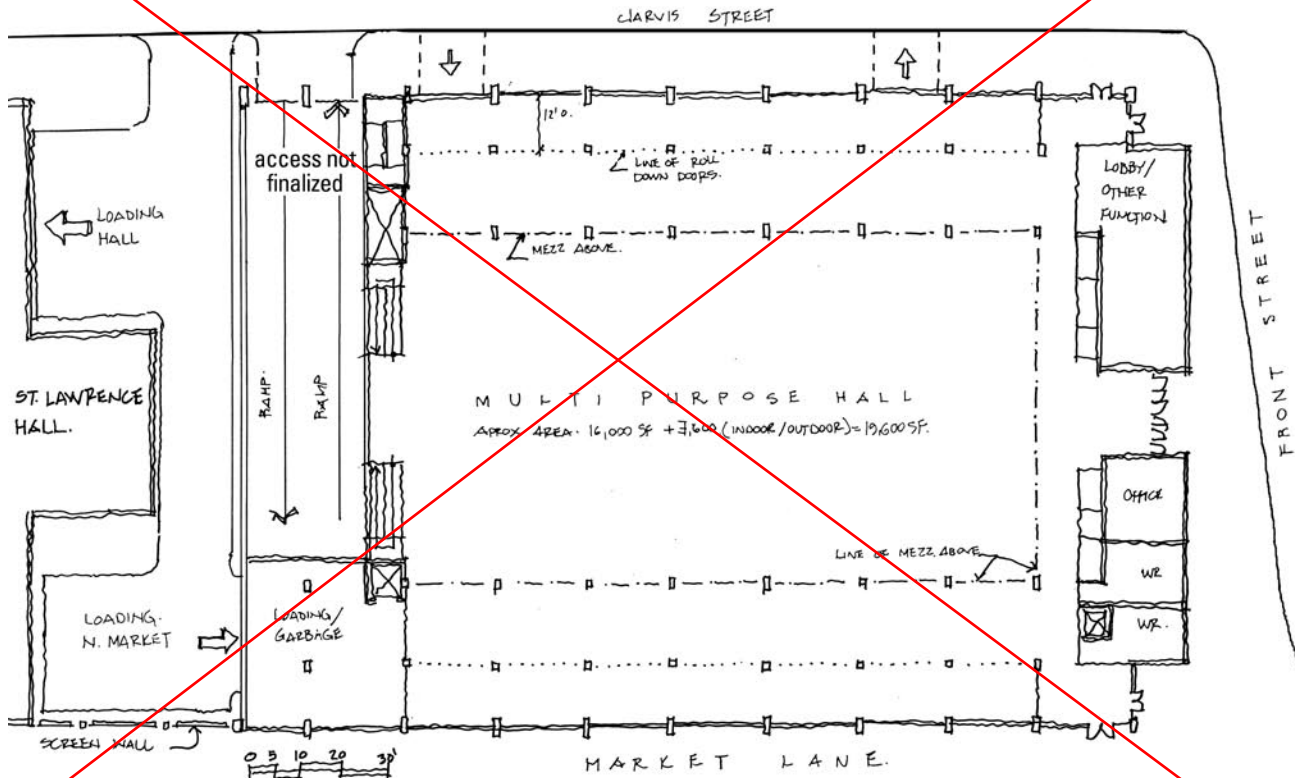 JARVIS STREET
12'0.
access not
finalized
LINE OF ROLL
DOWN DOORS.
LOBBY/
OTHER
FUNCTION
LOADING
HALL
MEZZ ABOVE.
FRONT STREET
ST. LAWRENCE
HALL.
RAMP
RAMP
MULTI PURPOSE HALL
APROX AREA. 16,000 SF + 3,600 (INDOOR/OUTDOOR) = 19,600 SF.
OFFICE
LINE OF MEZZ. ABOVE
WR
LOADING.
N. MARKET
LOADING/
GARBAGE
WR.
SCREEN WALL
0 5 10 20 30'
MARKET LANE.